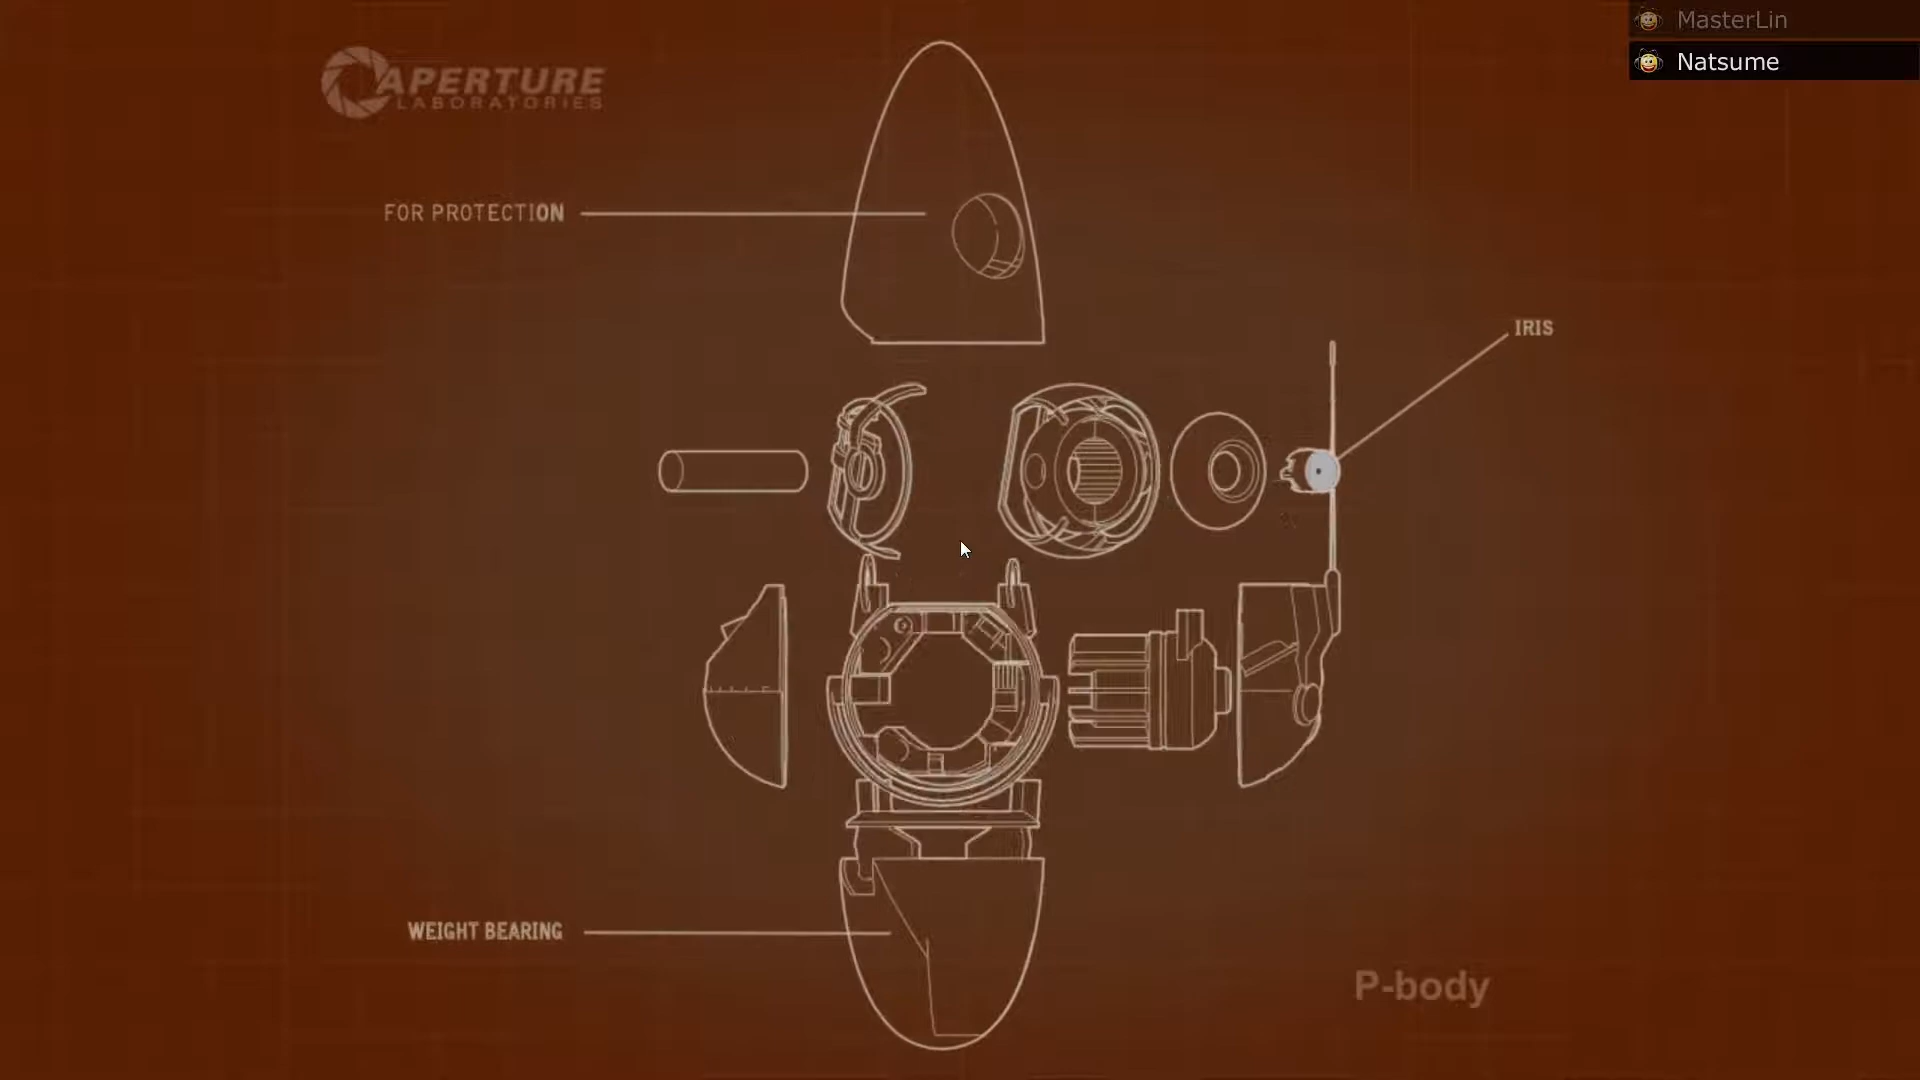 MasterLin
Natsume
APERTURE
LABORATORIES
FOR PROTECTION
IRIS
WEIGHT BEARING
P-body